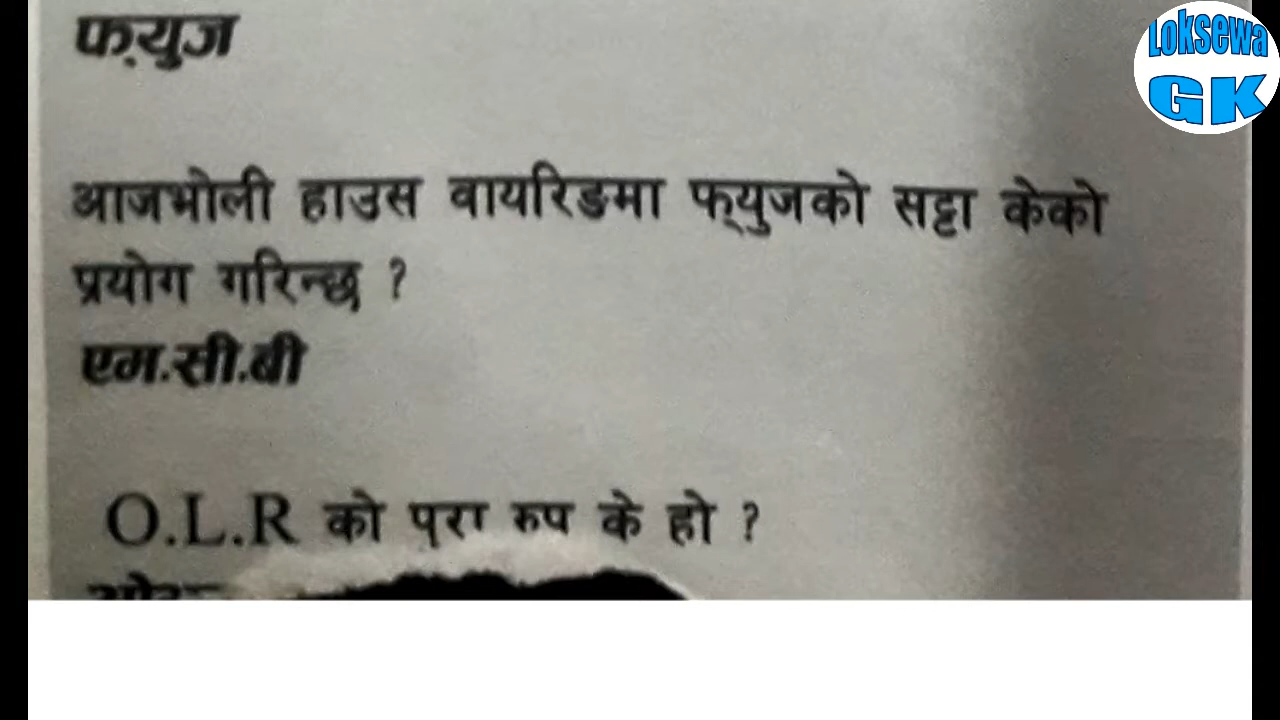 Loksewa
GK
फ्युज
आजभोली हाउस वायरिङमा फ्युजको सट्टा केको
प्रयोग गरिन्छ ?
एम.सी.बी
O.L.R को पुरा रुप के हो ?